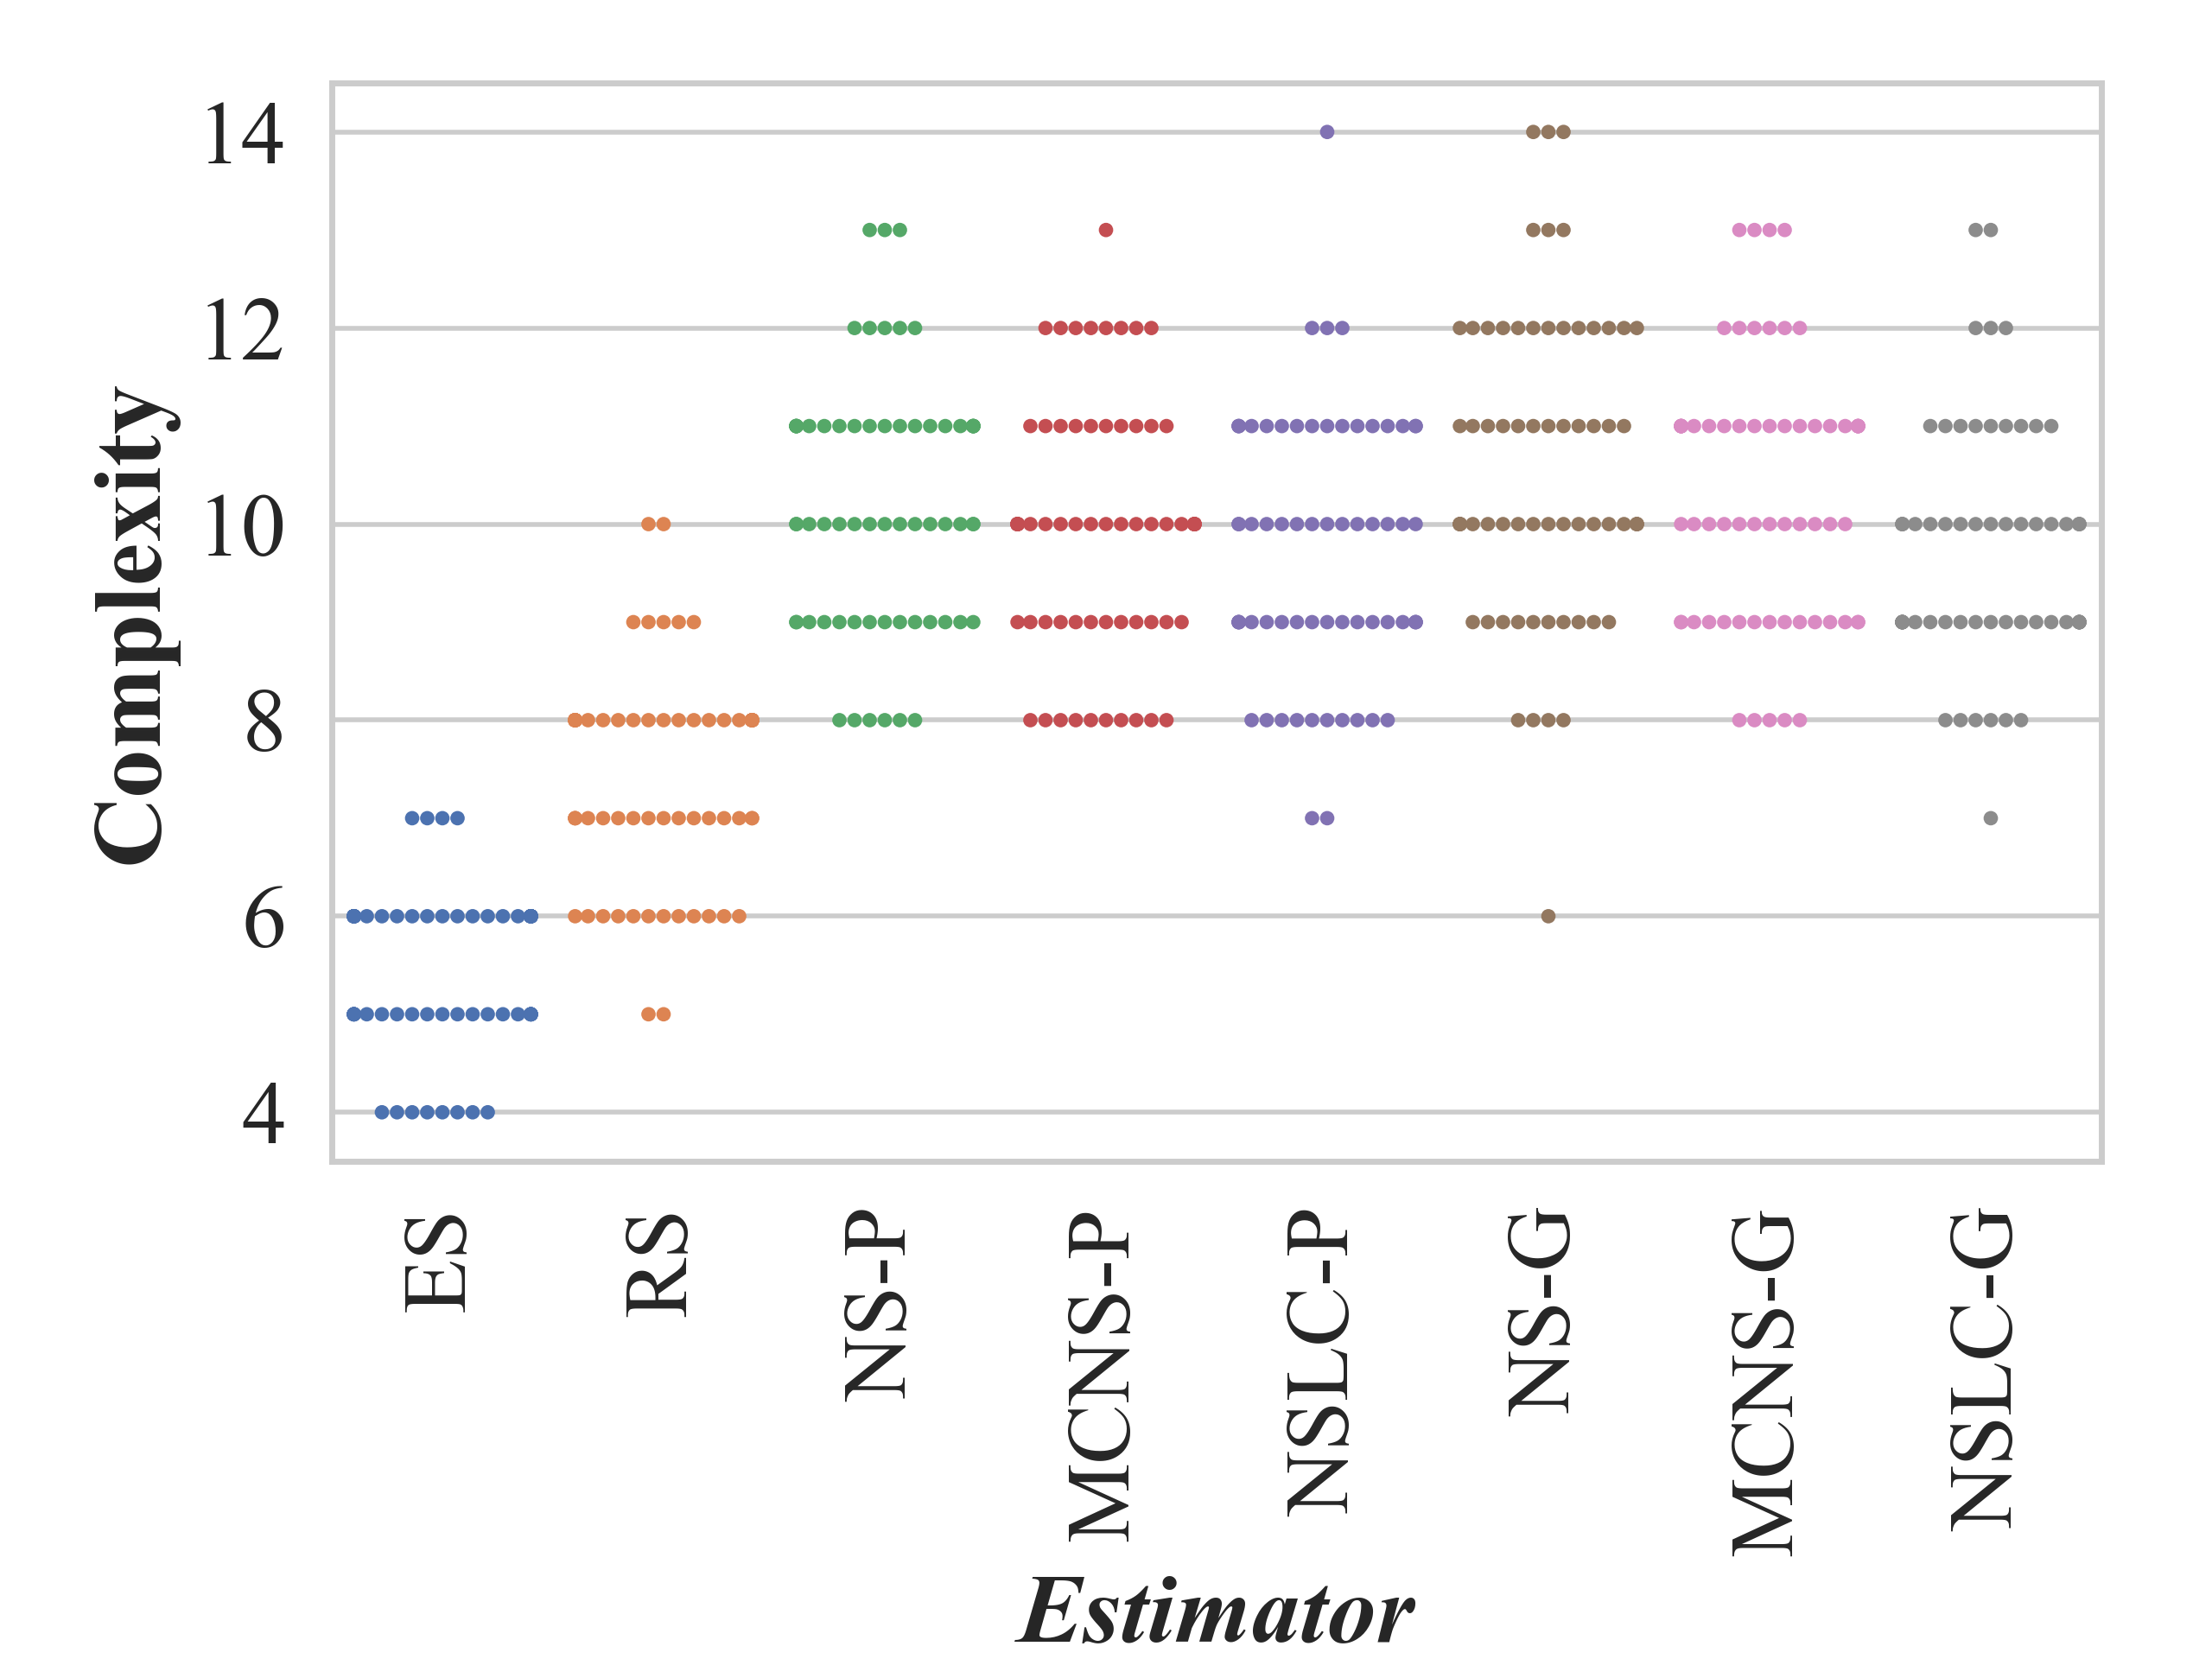 14
12
10
8
6
4
Complexity
ES
RS
NS-P
MCNS-P
NSLC-P
NS-G
MCNS-G
NSLC-G
Estimator